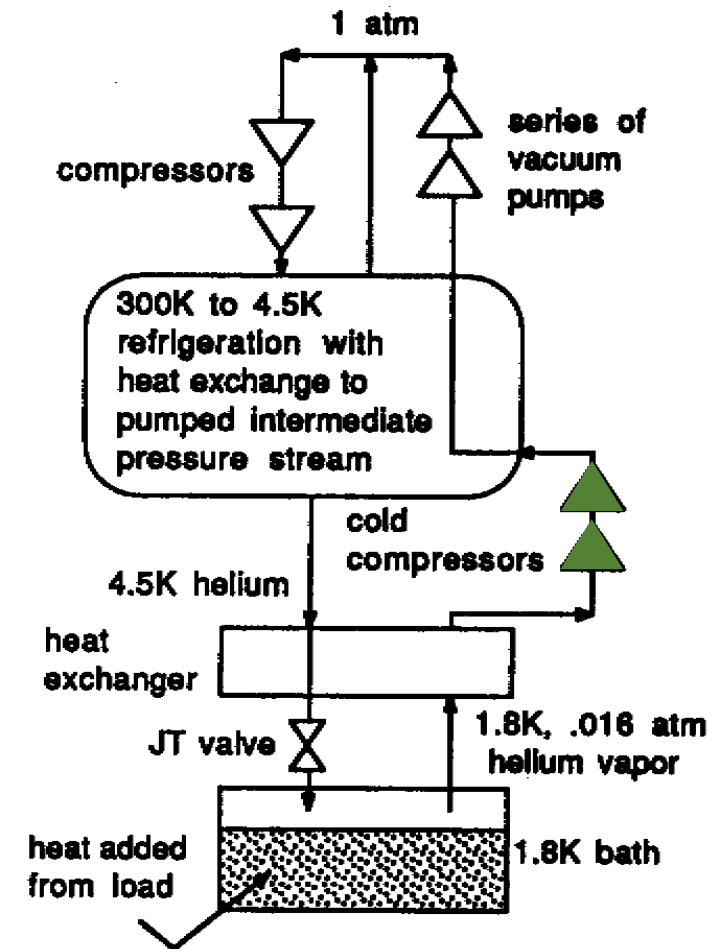 1 atm
compressors
series of
vacuum
pumps
300K to 4.5K
refrigeration with
heat exchange to
pumped intermediate
pressure stream
cold
compressors
4.5K helium
heat
exchanger
JT valve
1.8K, .016 atm
helium vapor
heat added
from load
1.8K bath